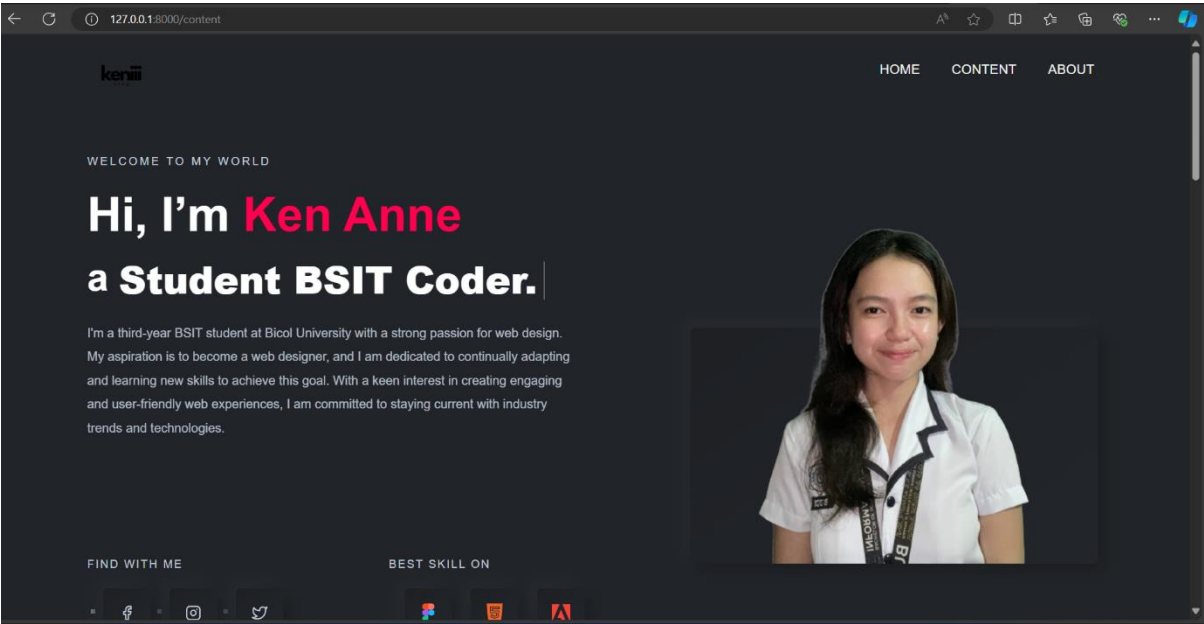 127.0.0.1:8000/content
keniii
HOME CONTENT ABOUT
WELCOME TO MY WORLD
Hi, I’m Ken Anne
a Student BSIT Coder.
I'm a third-year BSIT student at Bicol University with a strong passion for web design.
My aspiration is to become a web designer, and I am dedicated to continually adapting
and learning new skills to achieve this goal. With a keen interest in creating engaging
and user-friendly web experiences, I am committed to staying current with industry
trends and technologies.
INFORMA
BO
FIND WITH ME BEST SKILL ON